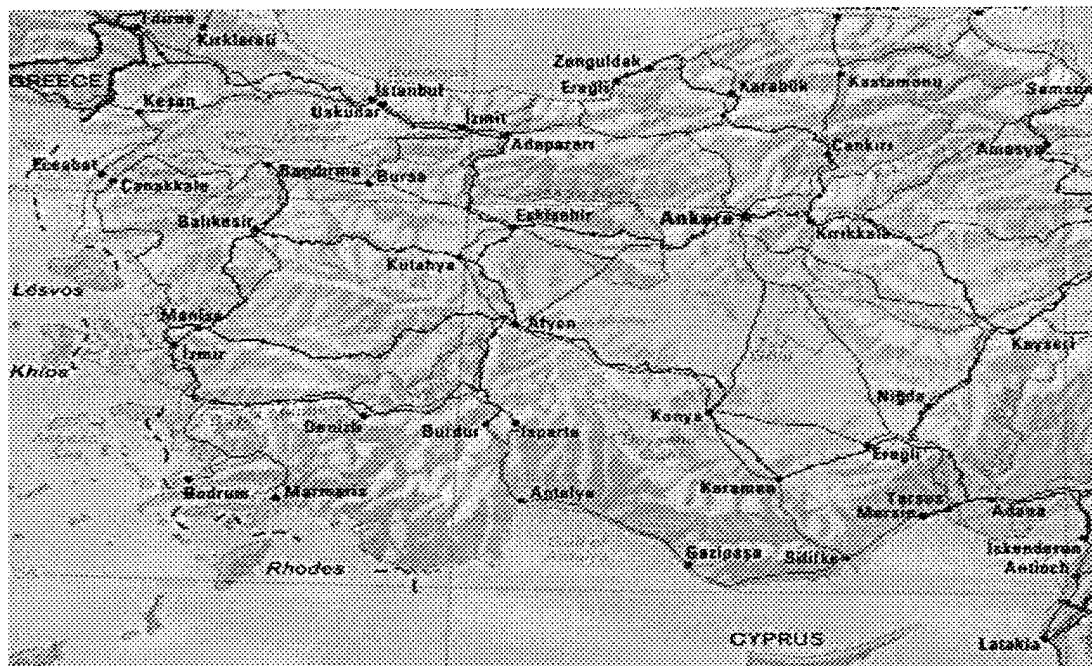 Edirne
Kirklareli
GREECE
Kesan
Istanbul
Uskudar
Zonguldak
Eregli
Karabuk
Kastamonu
Samsun
Izmit
Adapazari
Cankiri
Amasya
Eceabat
Canakkale
Bandirma
Bursa
Balikesir
Eskisehir
Ankara
Kirikkale
Kutahya
Lesvos
Manisa
Afyon
Kayseri
Izmir
Khios
Nigde
Konya
Denizli
Burdur
Isparta
Eregli
Bodrum
Marmaris
Antalya
Karaman
Tarsus
Mersin
Adana
Gazipasa
Silifke
Iskenderun
Antioch
Rhodes
CYPRUS
Latakia